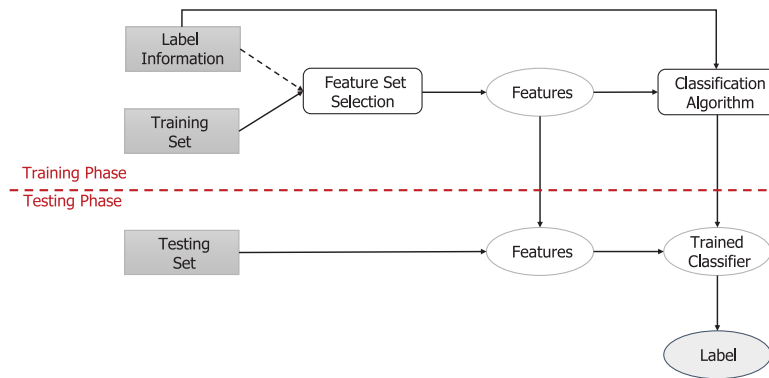 Label
Information
Feature Set
Selection
Features
Classification
Algorithm
Training
Set
Training Phase
Testing Phase
Testing
Set
Features
Trained
Classifier
Label